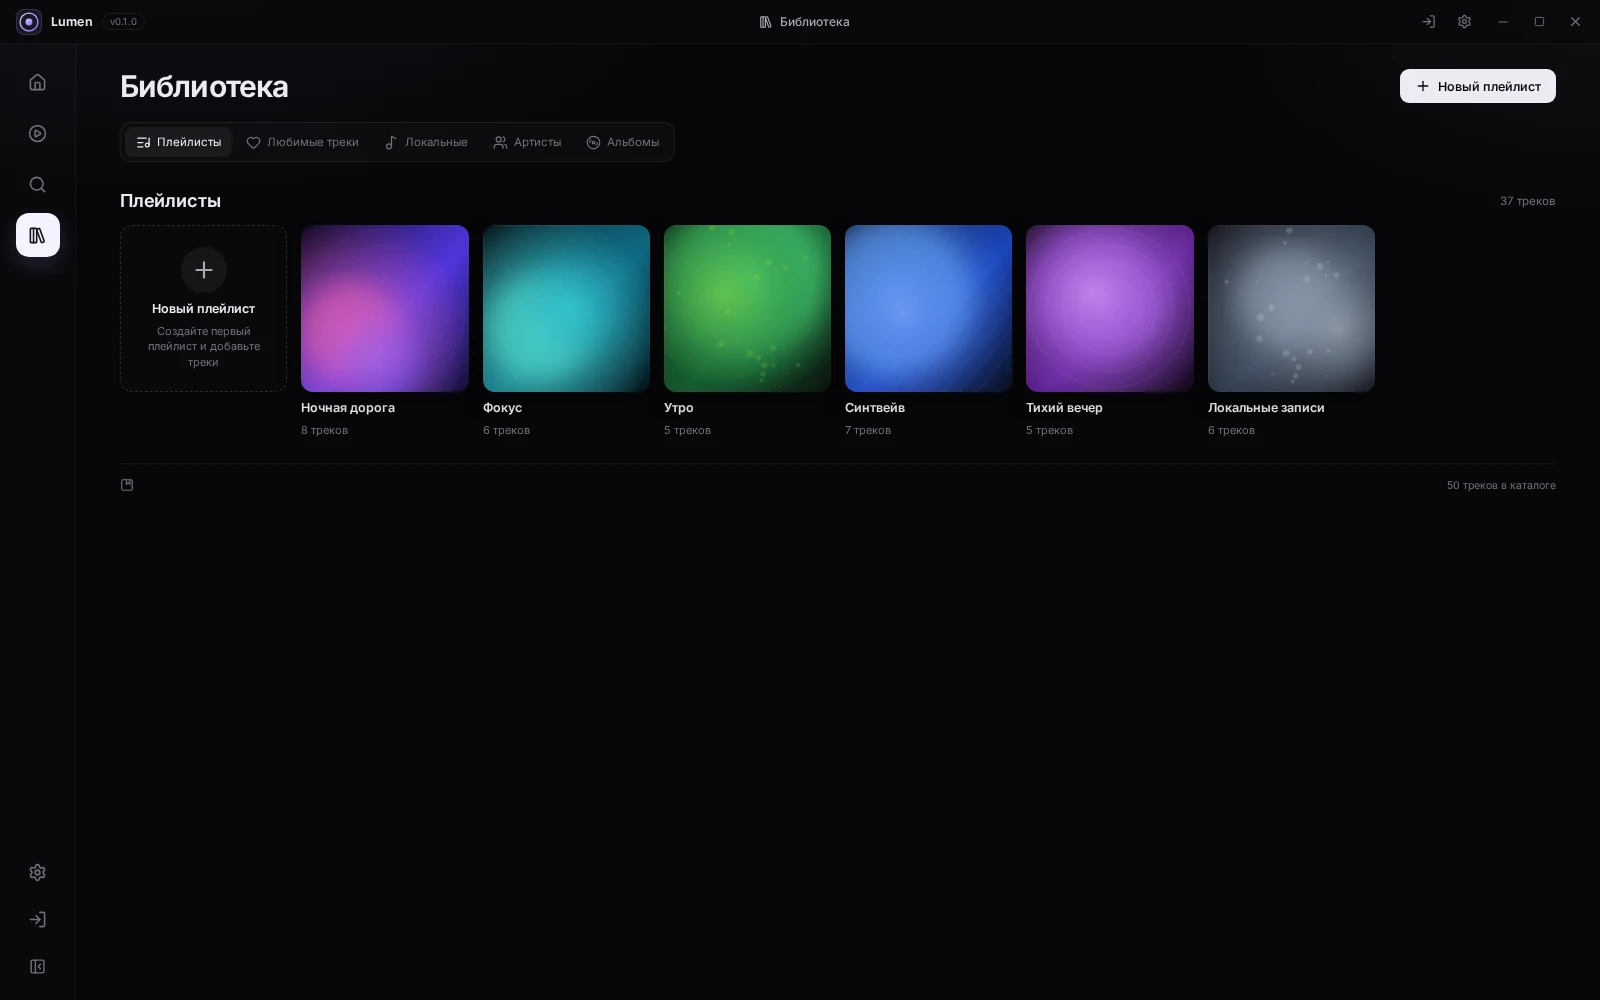 Lumen v0.1.0
Библиотека
Библиотека
Новый плейлист
Плейлисты Любимые треки Локальные Артисты Альбомы
Плейлисты
37 треков
Новый плейлист
Создайте первый
плейлист и добавьте
треки
Ночная дорога
8 треков
Фокус
6 треков
Утро
5 треков
Синтвейв
7 треков
Тихий вечер
5 треков
Локальные записи
6 треков
50 треков в каталоге